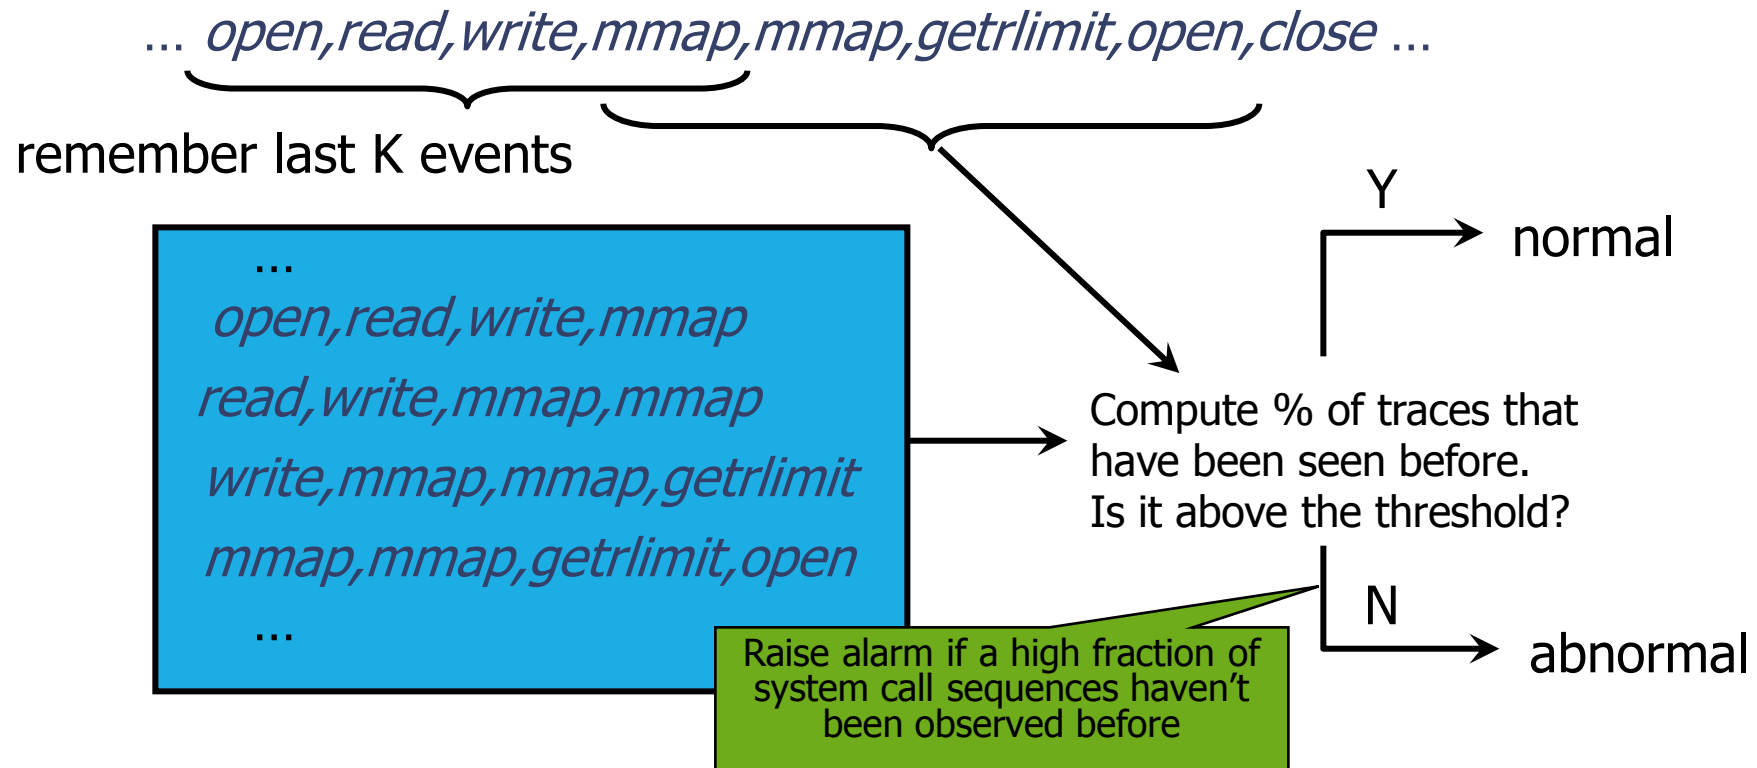 ... open,read,write,mmap,mmap,getrlimit,open,close ...
remember last K events
...
open,read,write,mmap
read,write,mmap,mmap
write,mmap,mmap,getrlimit
mmap,mmap,getrlimit,open
...
Y
normal
Compute % of traces that
have been seen before.
Is it above the threshold?
N
abnormal
Raise alarm if a high fraction of
system call sequences haven’t
been observed before